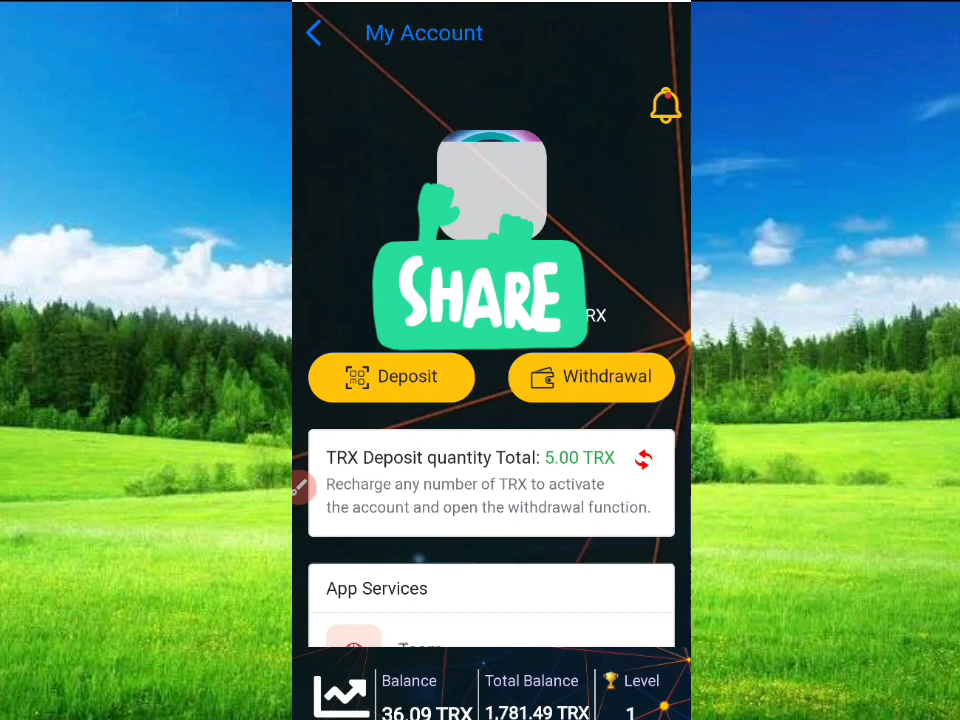 My Account
SHARE
RX
Deposit
Withdrawal
TRX Deposit quantity Total: 5.00 TRX
Recharge any number of TRX to activate
the account and open the withdrawal function.
App Services
Team
Balance
Total Balance
Level
36.09 TRX
1,781.49 TRX
1